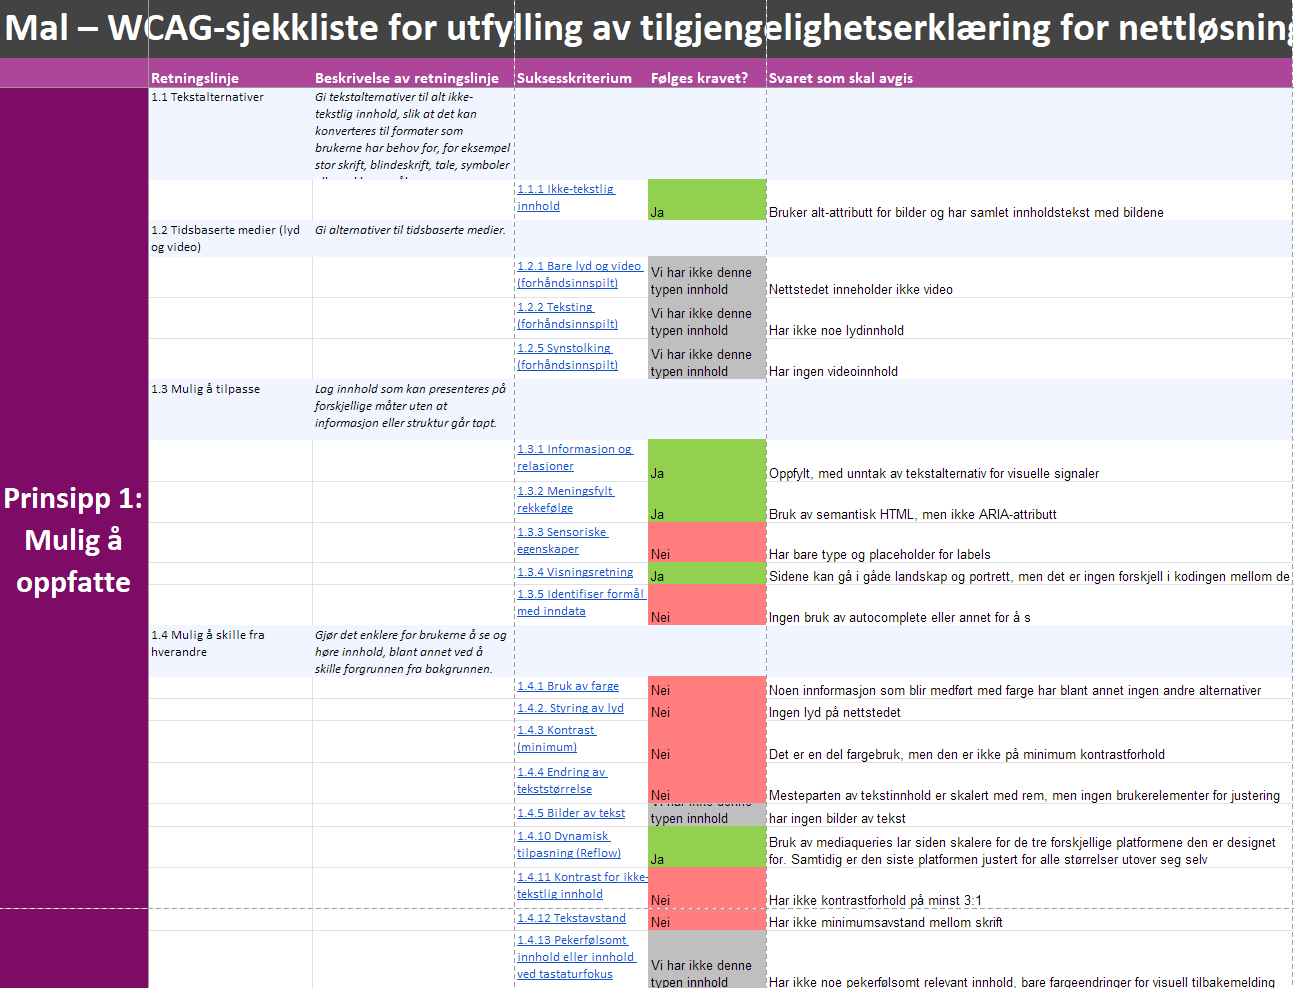 Mal – WCAG-sjekkliste for utfylling av tilgjengelighetserklæring for nettløsning
Retningslinje Beskrivelse av retningslinje Suksesskriterium Følges kravet? Svaret som skal avgis
Prinsipp 1:
Mulig å
oppfatte
1.1 Tekstalternativer
Gi tekstalternativer til alt ikke-
tekstlig innhold, slik at det kan
konverteres til formater som
brukerne har behov for, for eksempel
stor skrift, blindeskrift, tale, symboler
1.1.1 Ikke-tekstlig
innhold
Ja
Bruker alt-attributt for bilder og har samlet innholdstekst med bildene
1.2 Tidsbaserte medier (lyd
og video)
Gi alternativer til tidsbaserte medier.
1.2.1 Bare lyd og video
(forhåndsinnspilt)
Vi har ikke denne
typen innhold
Nettstedet inneholder ikke video
1.2.2 Teksting
(forhåndsinnspilt)
Vi har ikke denne
typen innhold
Har ikke noe lydinnhold
1.2.5 Synstolking
(forhåndsinnspilt)
Vi har ikke denne
typen innhold
Har ingen videoinnhold
1.3 Mulig å tilpasse
Lag innhold som kan presenteres på
forskjellige måter uten at
informasjon eller struktur går tapt.
1.3.1 Informasjon og
relasjoner
Ja
Oppfylt, med unntak av tekstalternativ for visuelle signaler
1.3.2 Meningsfylt
rekkefølge
Ja
Bruk av semantisk HTML, men ikke ARIA-attributt
1.3.3 Sensoriske
egenskaper
Nei
Har bare type og placeholder for labels
1.3.4 Visningsretning
Ja
Sidene kan gå i gåde landskap og portrett, men det er ingen forskjell i kodingen mellom de
1.3.5 Identifiser formål
med inndata
Nei
Ingen bruk av autocomplete eller annet for å s
1.4 Mulig å skille fra
hverandre
Gjør det enklere for brukerne å se og
høre innhold, blant annet ved å
skille forgrunnen fra bakgrunnen.
1.4.1 Bruk av farge
Nei
Noen innformasjon som blir medført med farge har blant annet ingen andre alternativer
1.4.2. Styring av lyd
Nei
Ingen lyd på nettstedet
1.4.3 Kontrast
(minimum)
Nei
Det er en del fargebruk, men den er ikke på minimum kontrastforhold
1.4.4 Endring av
tekststørrelse
Nei
Mesteparten av tekstinnhold er skalert med rem, men ingen brukerelementer for justering
1.4.5 Bilder av tekst
Vi har ikke denne
typen innhold
har ingen bilder av tekst
1.4.10 Dynamisk
tilpasning (Reflow)
Ja
Bruk av mediaqueries lar siden skalere for de tre forskjellige platformene den er designet
for. Samtidig er den siste platformen justert for alle størrelser utover seg selv
1.4.11 Kontrast for ikke-
tekstlig innhold
Nei
Har ikke kontrastforhold på minst 3:1
1.4.12 Tekstavstand
Nei
Har ikke minimumsavstand mellom skrift
1.4.13 Pekerfølsomt
innhold eller innhold
ved tastaturfokus
Vi har ikke denne
typen innhold
Har ikke noe pekerfølsomt relevant innhold, bare fargeendringer for visuell tilbakemelding